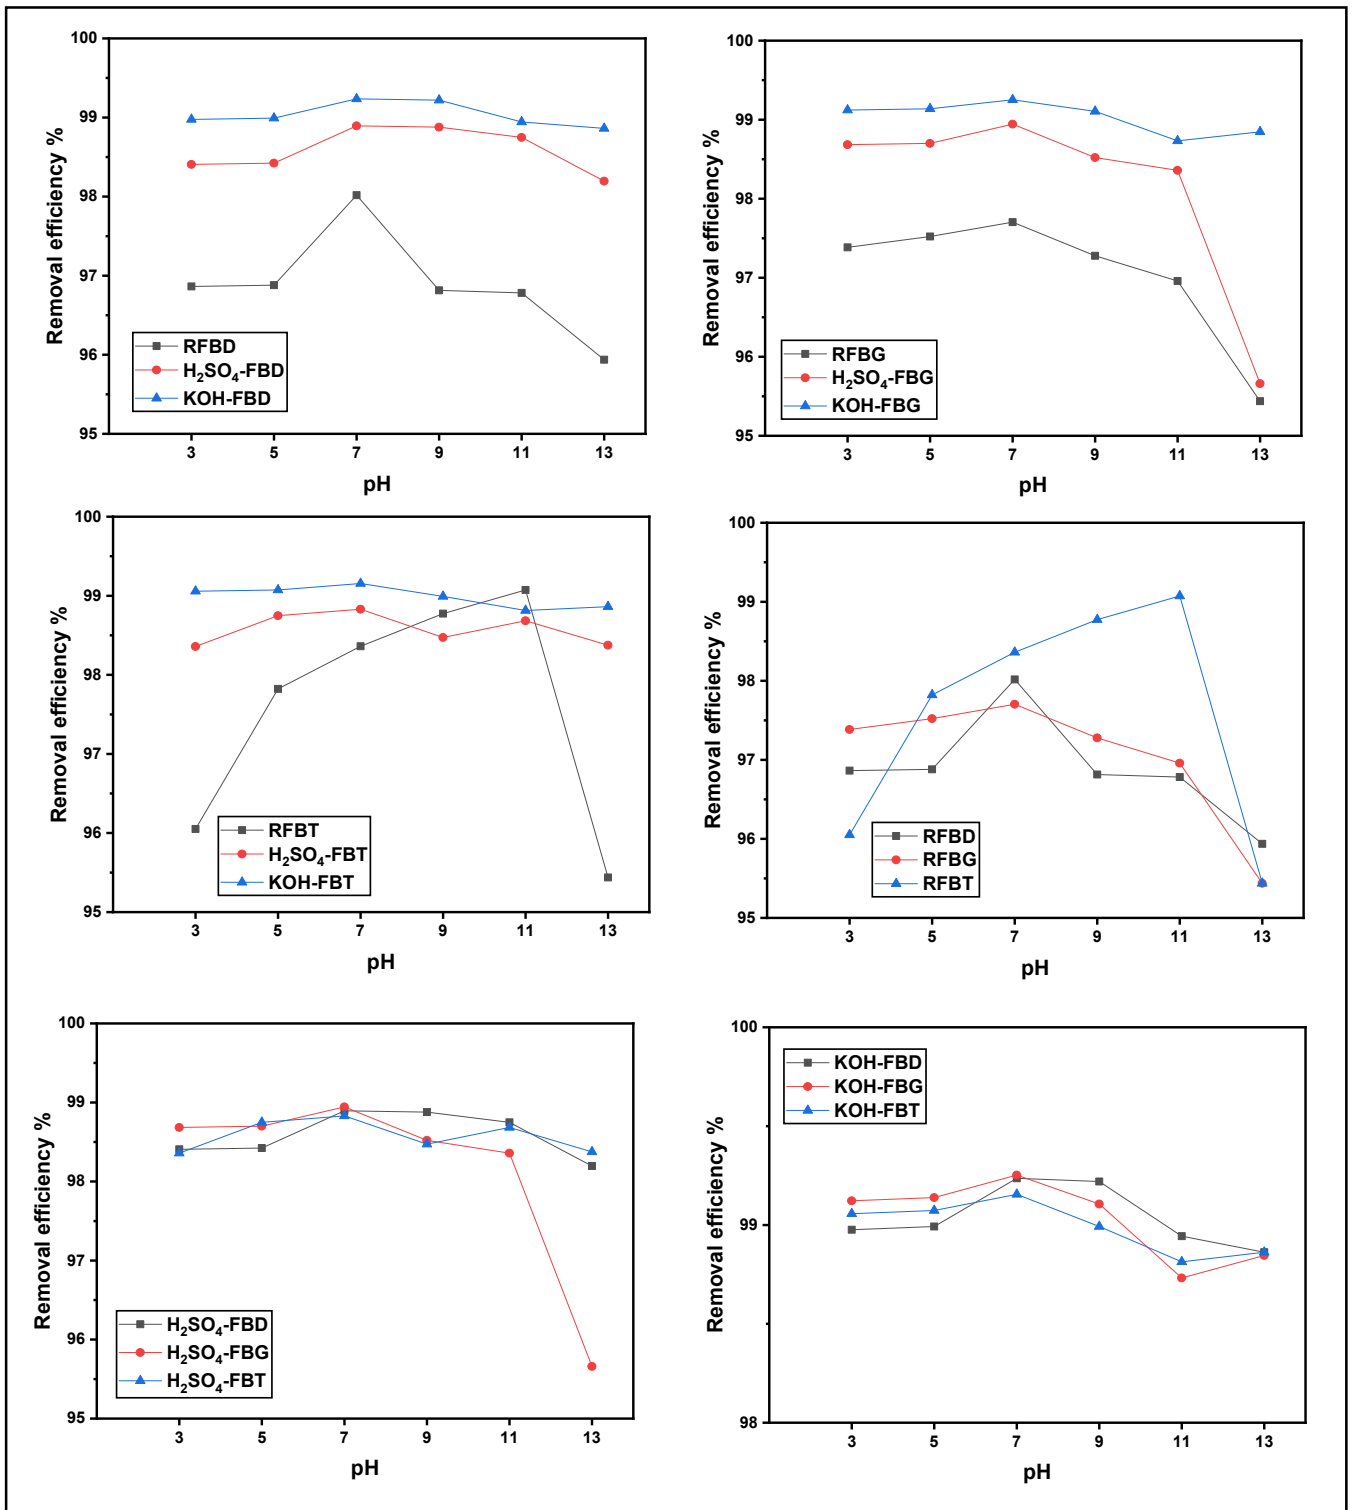 100
99
98
97
96
95
Removal efficiency %
RFBD
H₂SO₄-FBD
KOH-FBD
3 5 7 9 11 13
pH
100
99
98
97
96
95
Removal efficiency %
RFBG
H₂SO₄-FBG
KOH-FBG
3 5 7 9 11 13
pH
100
99
98
97
96
95
Removal efficiency %
RFBT
H₂SO₄-FBT
KOH-FBT
3 5 7 9 11 13
pH
100
99
98
97
96
95
Removal efficiency %
RFBD
RFBG
RFBT
3 5 7 9 11 13
pH
100
99
98
97
96
95
Removal efficiency %
H₂SO₄-FBD
H₂SO₄-FBG
H₂SO₄-FBT
3 5 7 9 11 13
pH
100
99
98
Removal efficiency %
KOH-FBD
KOH-FBG
KOH-FBT
3 5 7 9 11 13
pH